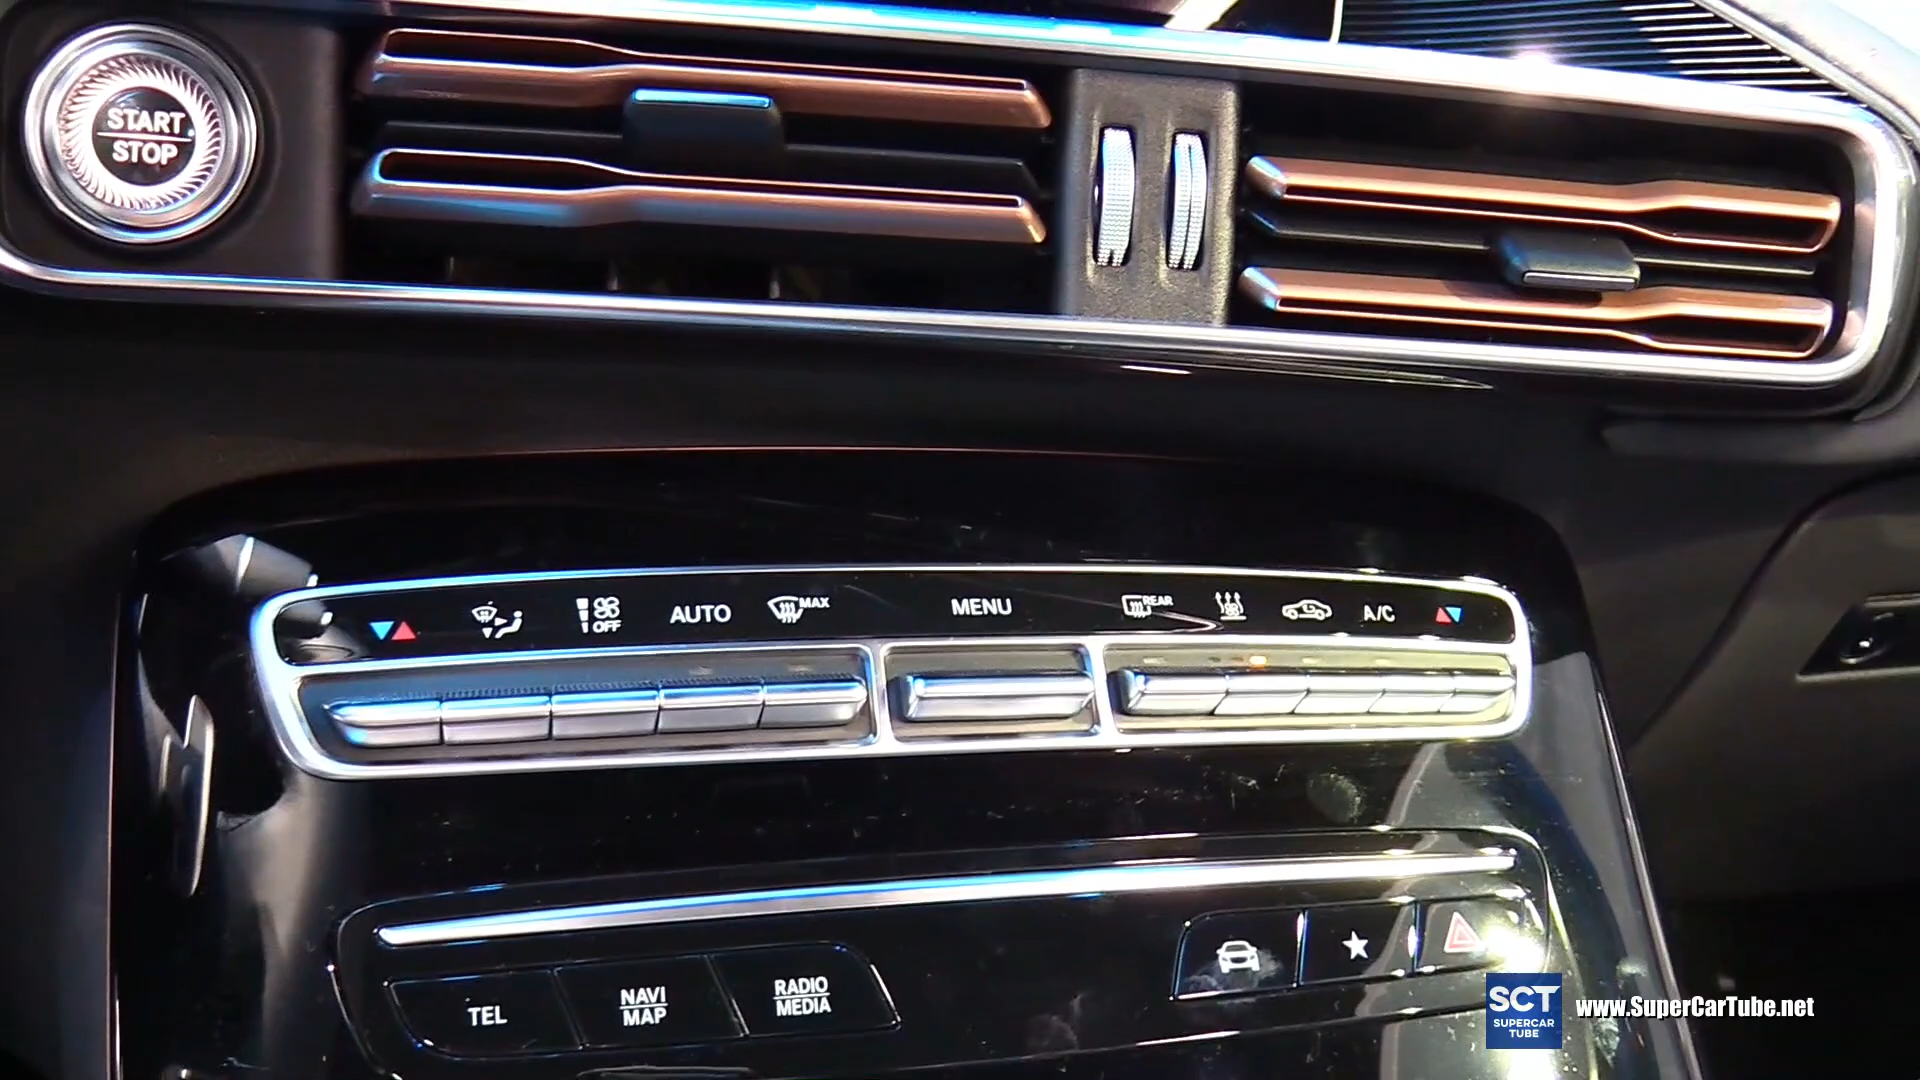 START
STOP
OFF
AUTO
MAX
MENU
REAR
A/C
TEL
NAVI
MAP
RADIO
MEDIA
SCT
SUPERCAR
TUBE
www.SuperCarTube.net